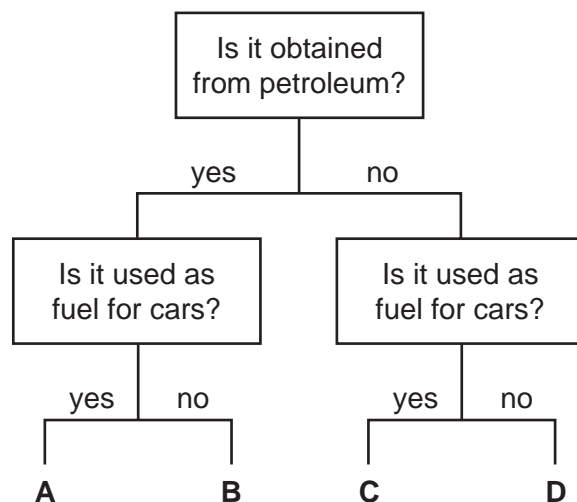 Is it obtained
from petroleum?
yes no
Is it used as
fuel for cars?
Is it used as
fuel for cars?
yes no
yes no
A B C D